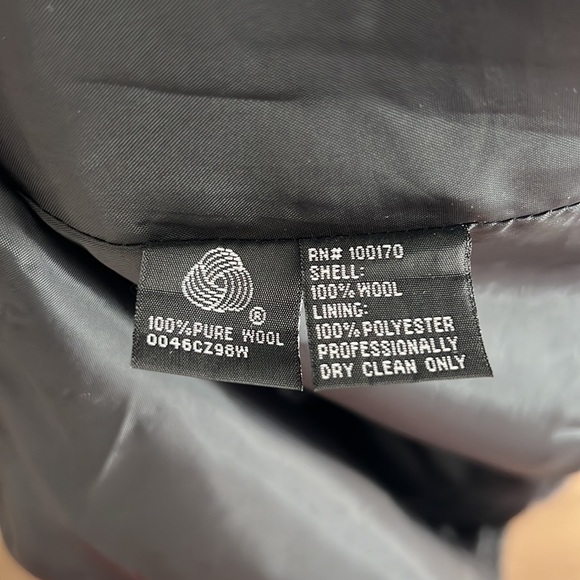 ®
100%PURE WOOL
0046CZ98W
RN# 100170
SHELL:
100% WOOL
LINING:
100% POLYESTER
PROFESSIONALLY
DRY CLEAN ONLY